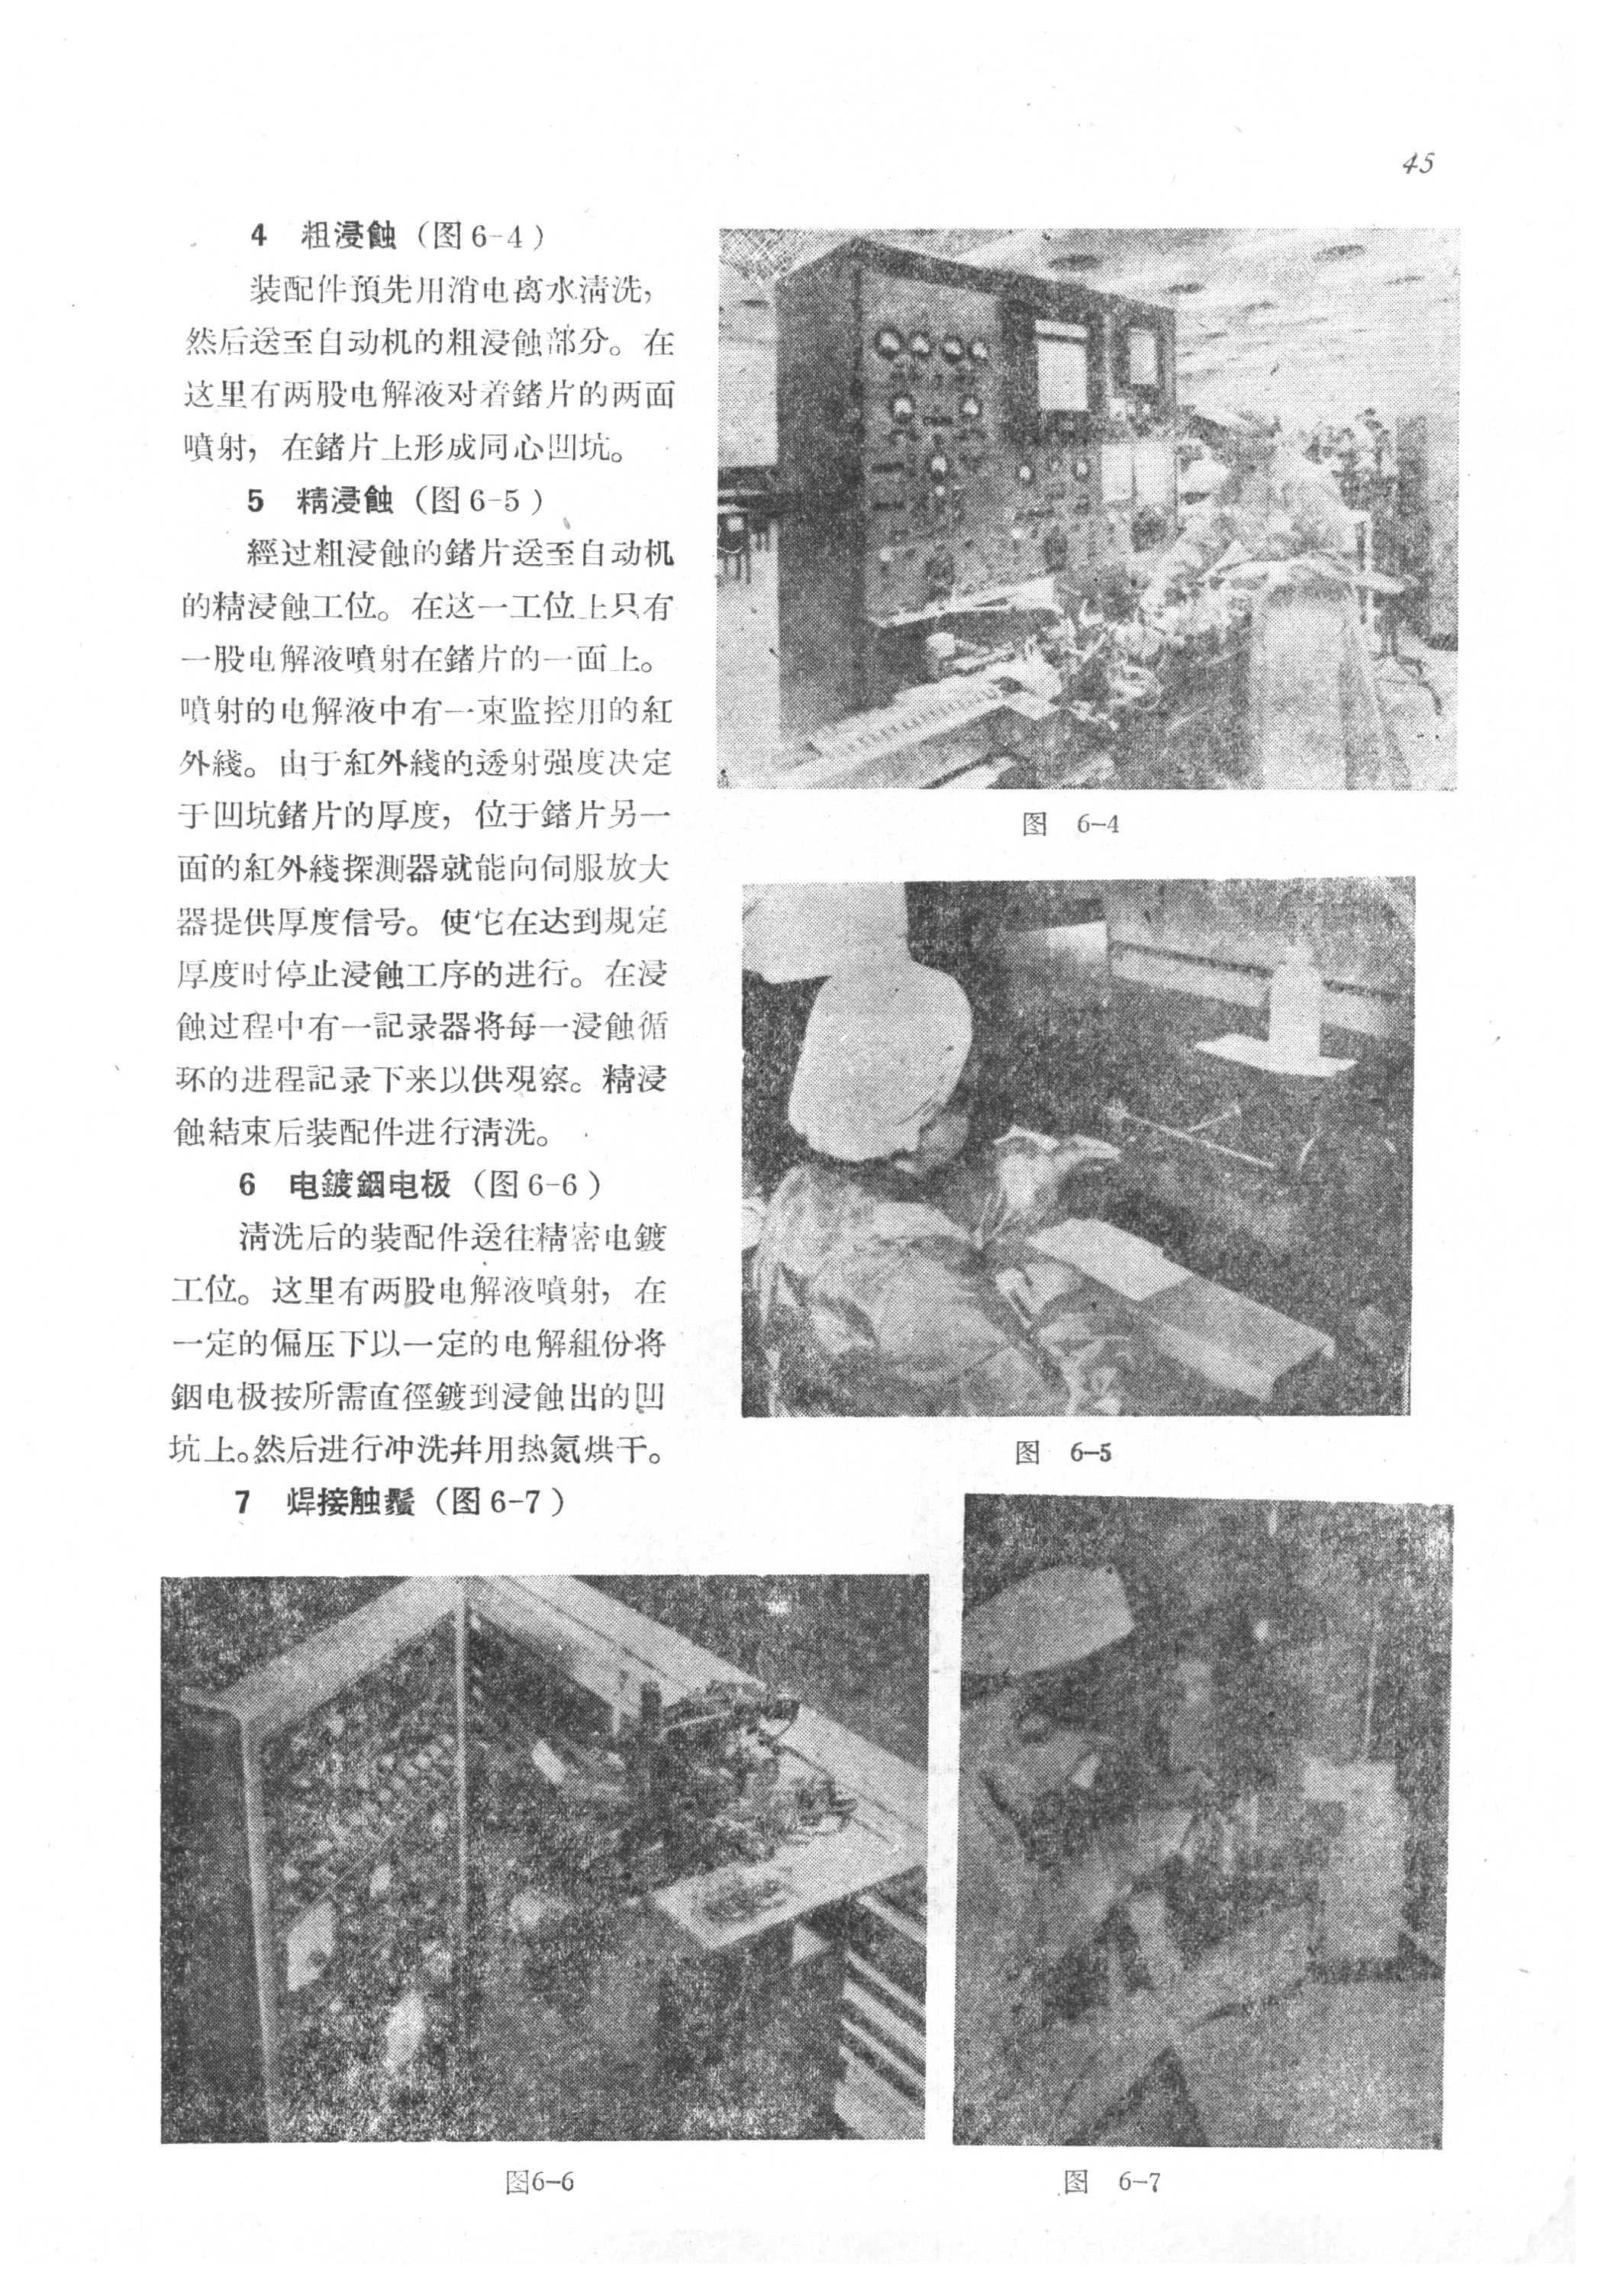 45
4 粗浸蝕（图6-4）
装配件預先用消电离水清洗，
然后送至自动机的粗浸蝕部分。在
这里有两股电解液对着鍺片的两面
噴射，在鍺片上形成同心凹坑。
5 精浸蝕（图6-5）
經过粗浸蝕的鍺片送至自动机
的精浸蝕工位。在这一工位上只有
一股电解液噴射在鍺片的一面上。
噴射的电解液中有一束监控用的紅
外綫。由于紅外綫的透射强度决定
于凹坑鍺片的厚度，位于鍺片另一
面的紅外綫探測器就能向伺服放大
器提供厚度信号。使它在达到規定
厚度时停止浸蝕工序的进行。在浸
蝕过程中有一記录器将每一浸蝕循
环的进程記录下来以供观察。精浸
蝕結束后装配件进行清洗。
6 电鍍銦电极（图6-6）
清洗后的装配件送往精密电鍍
工位。这里有两股电解液噴射，在
一定的偏压下以一定的电解組份将
銦电极按所需直徑鍍到浸蝕出的凹
坑上。然后进行冲洗幷用热氮烘干。
7 焊接触鬚（图6-7）
图 6-4
图 6-5
图6-6
图 6-7